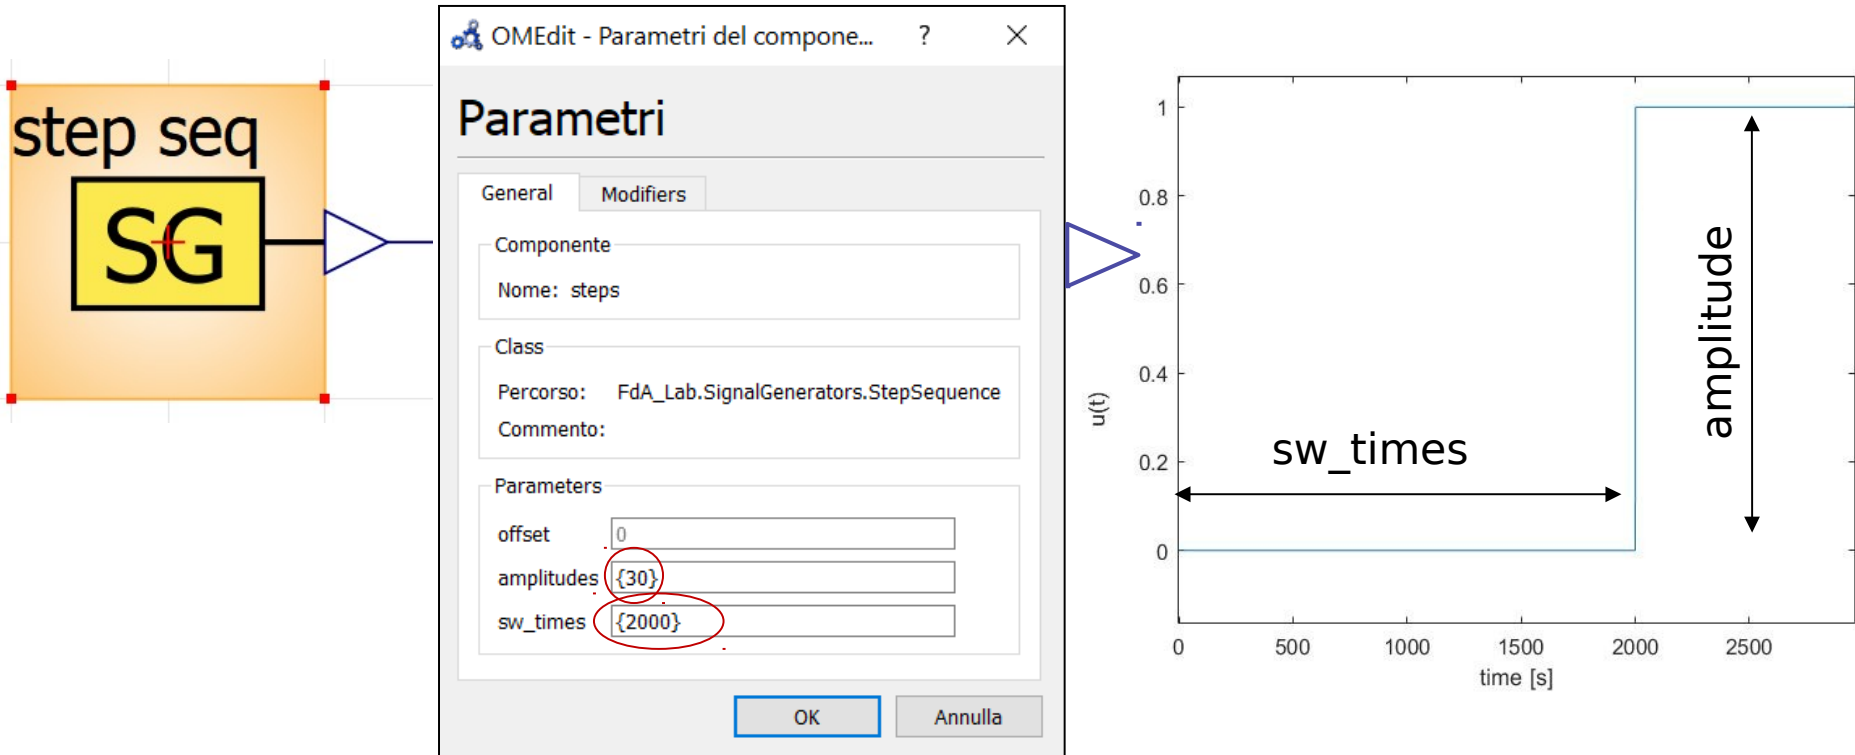 step seq
SG
OMEdit - Parametri del compone...
?
Parametri
General
Modifiers
Componente
Nome: steps
Class
Percorso: FdA_Lab.SignalGenerators.StepSequence
Commento:
Parameters
offset 0
amplitudes {30}
sw_times {2000}
OK
Annulla
1
0.8
0.6
0.4
0.2
0
u(t)
sw_times
amplitude
0 500 1000 1500 2000 2500
time [s]